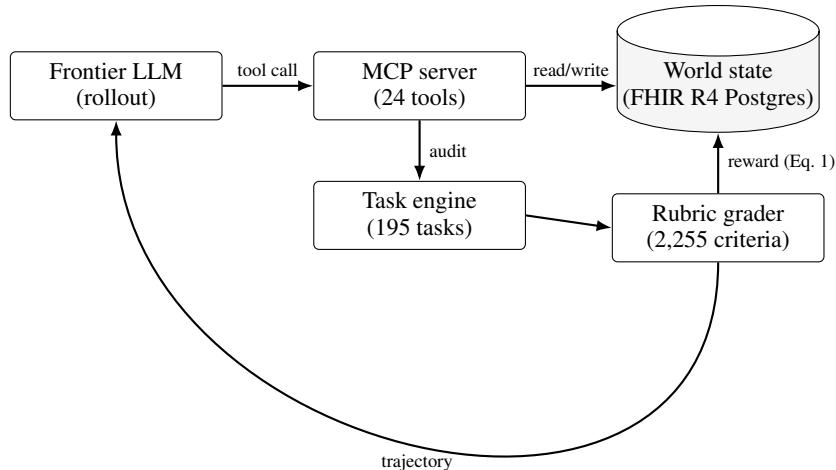 Frontier LLM
(rollout)
tool call
MCP server
(24 tools)
read/write
World state
(FHIR R4 Postgres)
audit
reward (Eq. 1)
Task engine
(195 tasks)
Rubric grader
(2,255 criteria)
trajectory